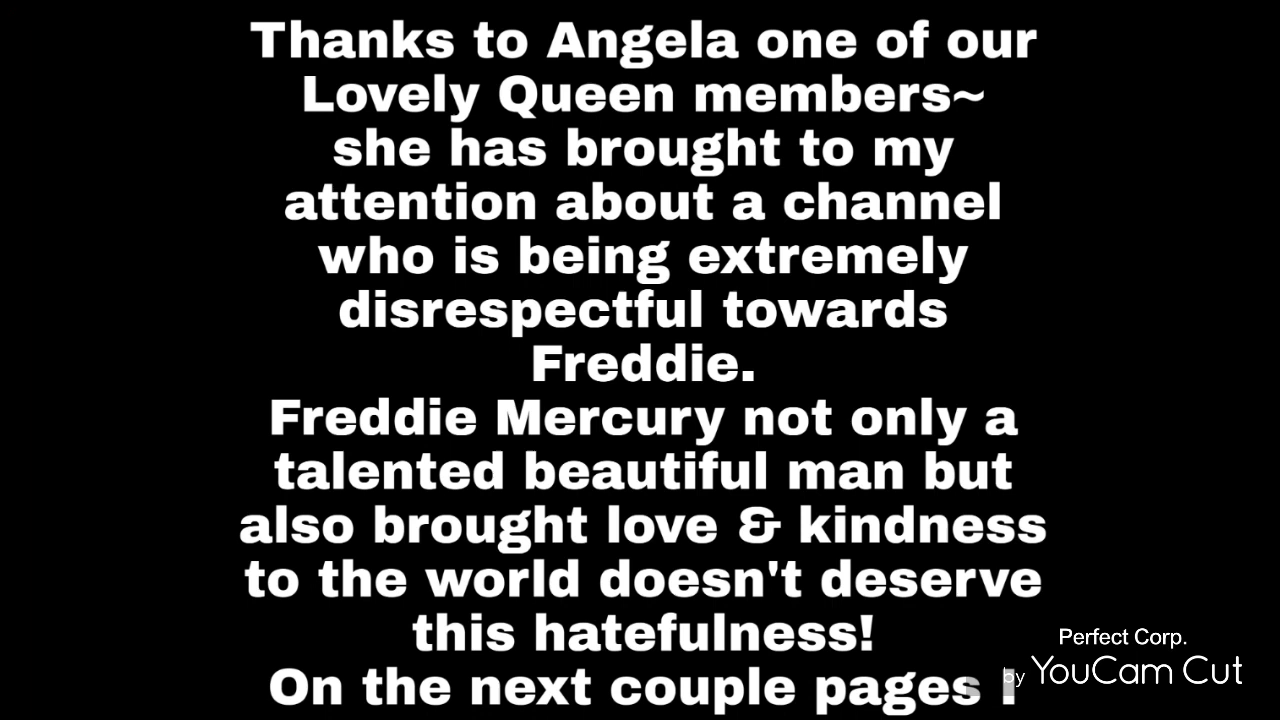 Thanks to Angela one of our
Lovely Queen members~
she has brought to my
attention about a channel
who is being extremely
disrespectful towards
Freddie.
Freddie Mercury not only a
talented beautiful man but
also brought love & kindness
to the world doesn't deserve
this hatefulness!
On the next couple pages I
Perfect Corp.
by YouCam Cut